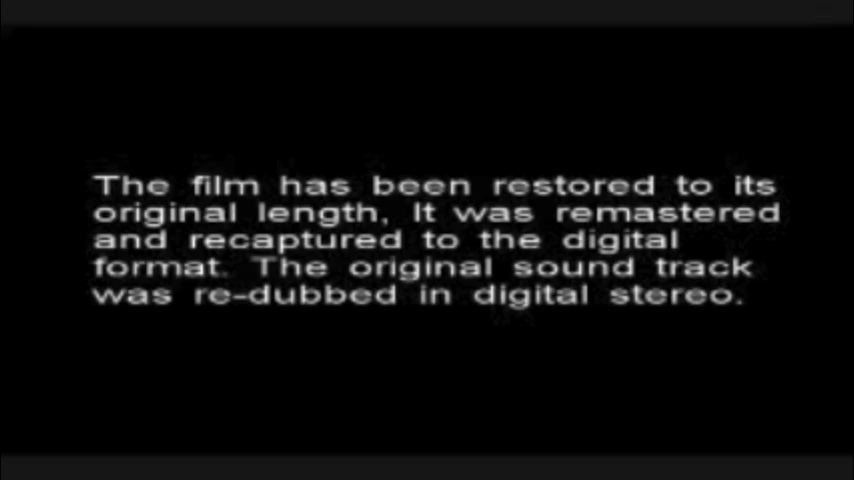 The film has been restored to its
original length, It was remastered
and recaptured to the digital
format. The original sound track
was re-dubbed in digital stereo.